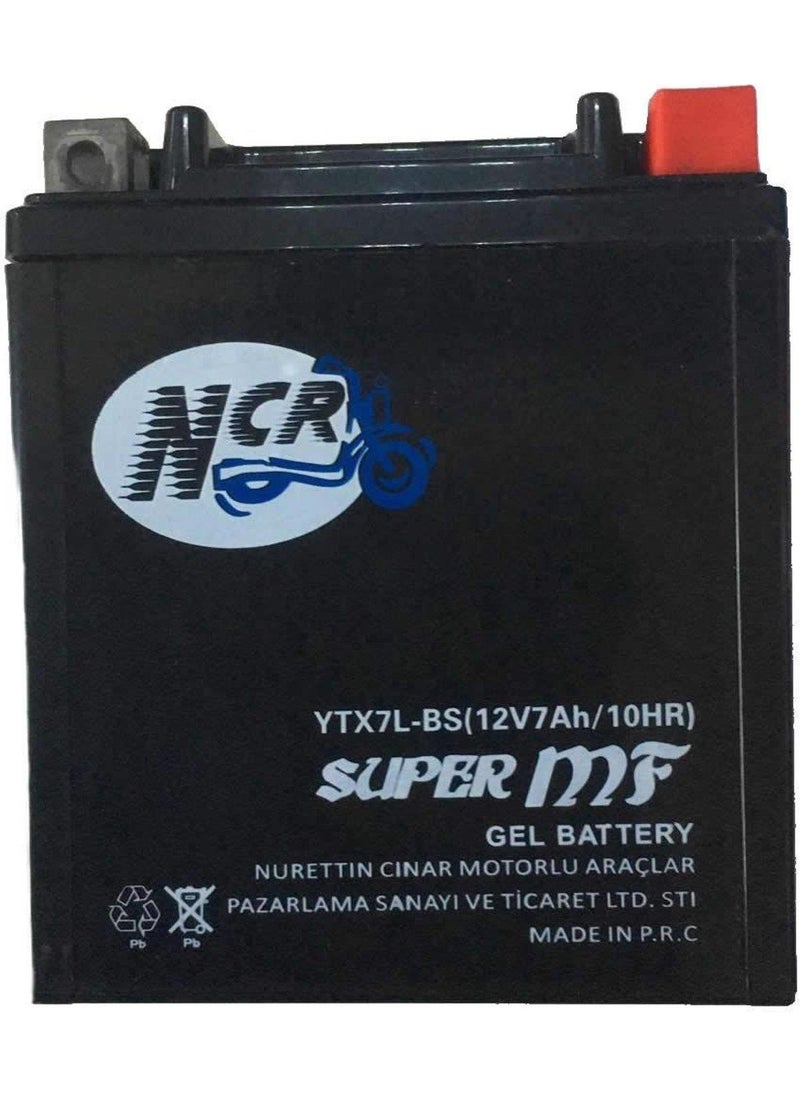 NCR
YTX7L-BS(12V7Ah/10HR)
SUPER MF
GEL BATTERY
NURETTIN CINAR MOTORLU ARAÇLAR
PAZARLAMA SANAYI VE TİCARET LTD. STI
MADE IN P.R.C
Pb Pb